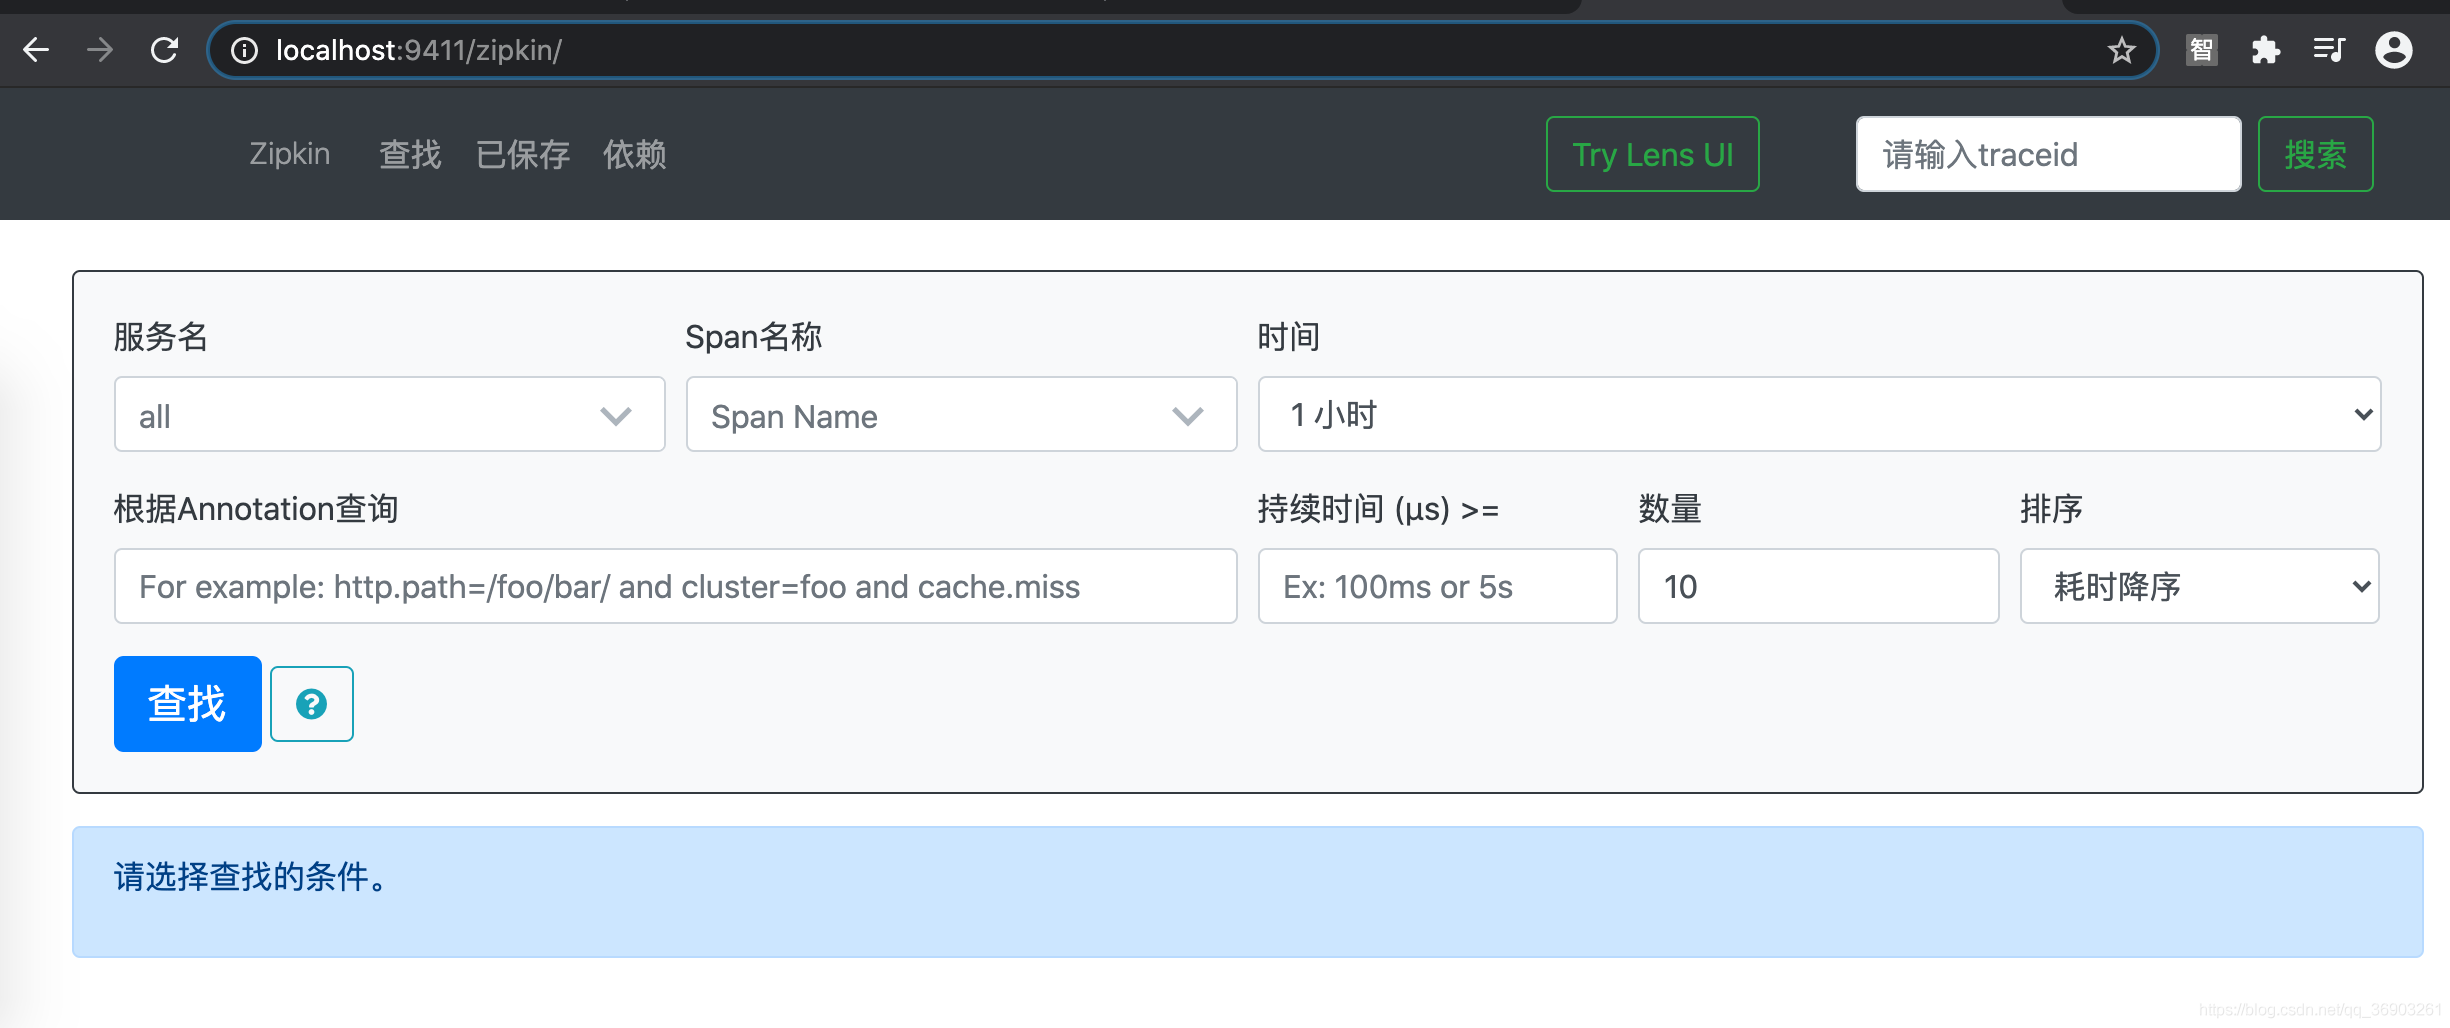 localhost:9411/zipkin/
智
Zipkin 查找 已保存 依赖 Try Lens UI 请输入traceid 搜索
服务名 Span名称 时间
all Span Name 1 小时
根据Annotation查询 持续时间 (μs) >= 数量 排序
For example: http.path=/foo/bar/ and cluster=foo and cache.miss Ex: 100ms or 5s 10 耗时降序
查找 ?
请选择查找的条件。
https://blog.csdn.net/qq_36903261